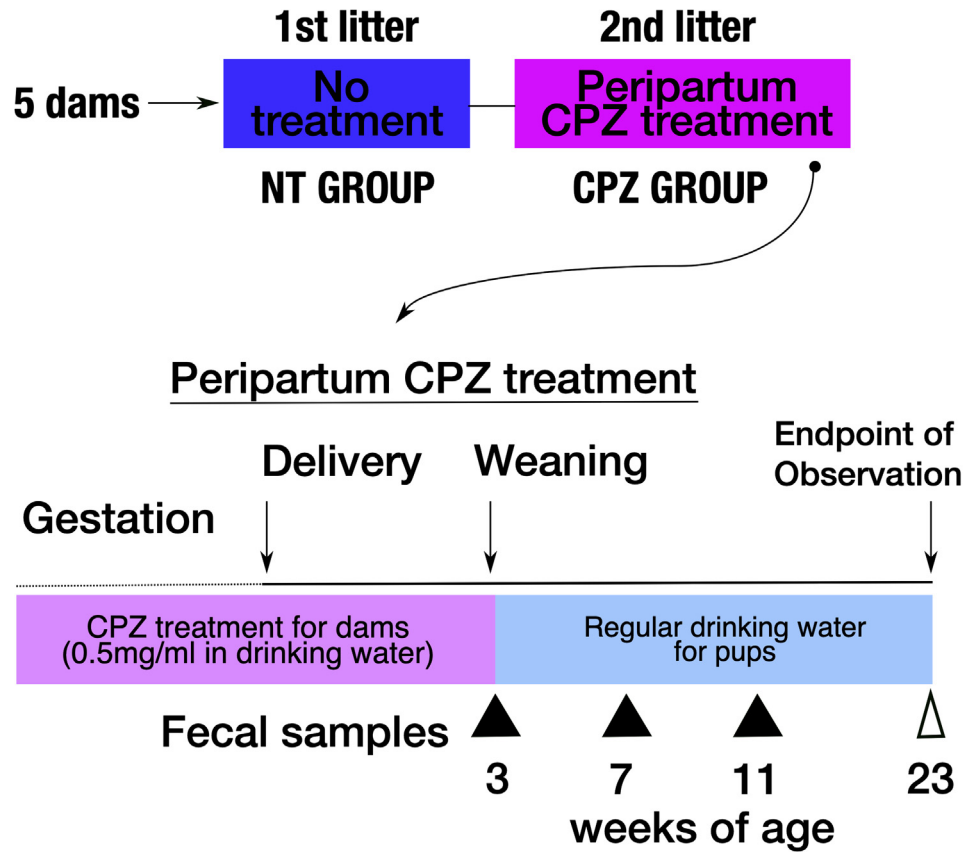 1st litter
2nd litter
5 dams
No
treatment
Peripartum
CPZ treatment
NT GROUP
CPZ GROUP
Peripartum CPZ treatment
Endpoint of
Observation
Delivery
Weaning
Gestation
CPZ treatment for dams
(0.5mg/ml in drinking water)
Regular drinking water
for pups
Fecal samples
3
7
11
23
weeks of age